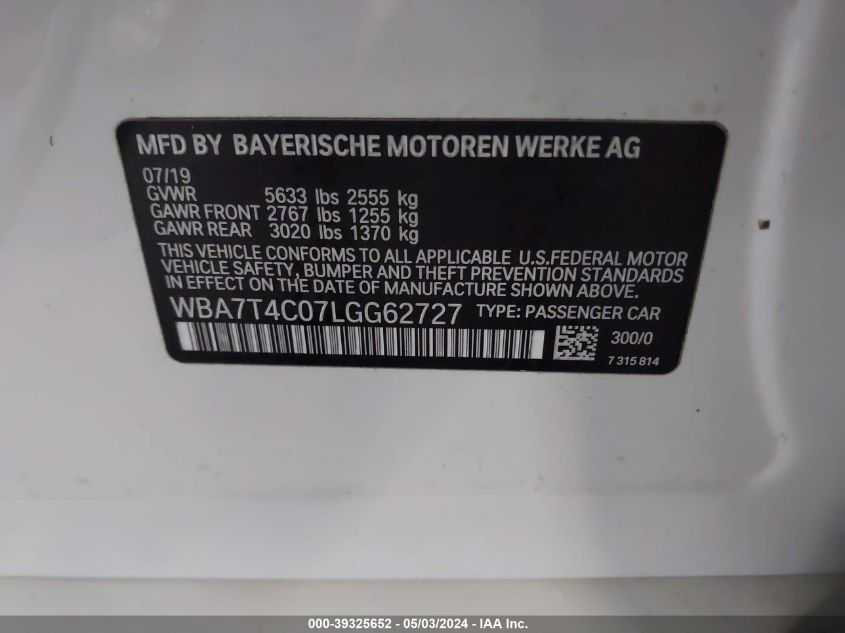 MFD BY BAYERISCHE MOTOREN WERKE AG
07/19
GVWR 5633 lbs 2555 kg
GAWR FRONT 2767 lbs 1255 kg
GAWR REAR 3020 lbs 1370 kg
THIS VEHICLE CONFORMS TO ALL APPLICABLE U.S.FEDERAL MOTOR
VEHICLE SAFETY, BUMPER AND THEFT PREVENTION STANDARDS
IN EFFECT ON THE DATE OF MANUFACTURE SHOWN ABOVE.
WBA7T4C07LGG62727 TYPE: PASSENGER CAR
300/0
7 315 814
000-39325652 - 05/03/2024 - IAA Inc.